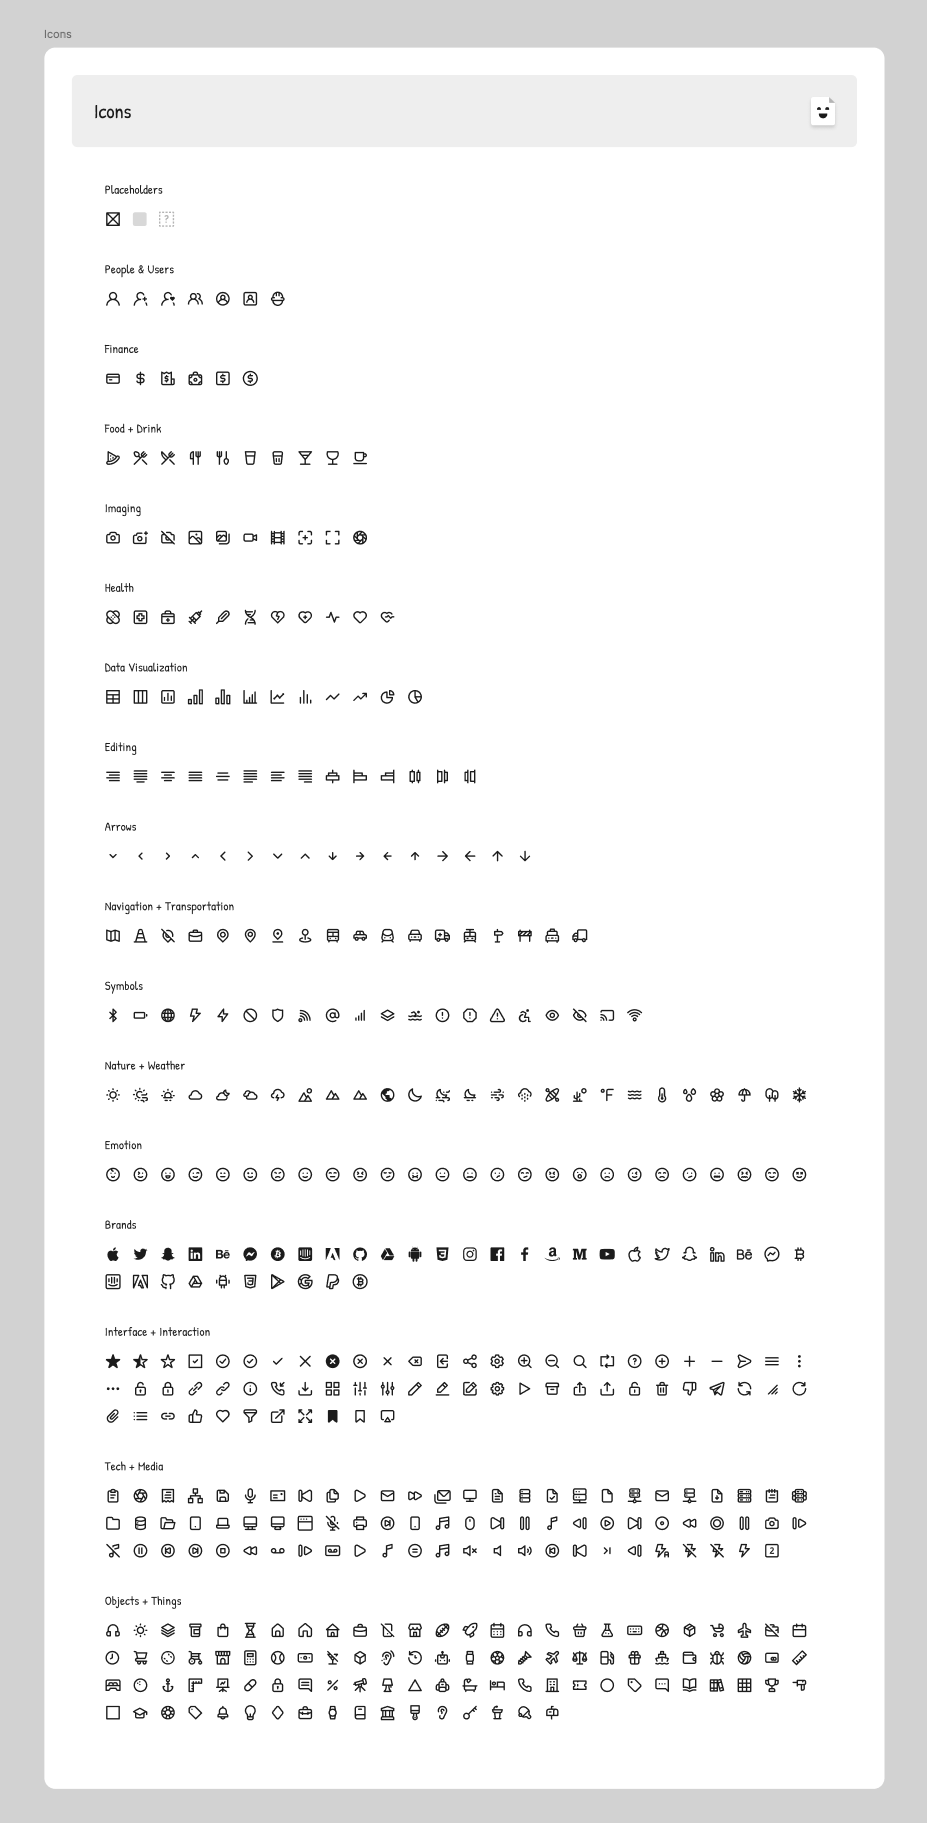 Icons
Icons
Placeholders
?
People & Users
Finance
Food + Drink
Imaging
Health
Data Visualization
Editing
Arrows
Navigation + Transportation
Symbols
Nature + Weather
°F
Emotion
Brands
Interface + Interaction
Tech + Media
Objects + Things